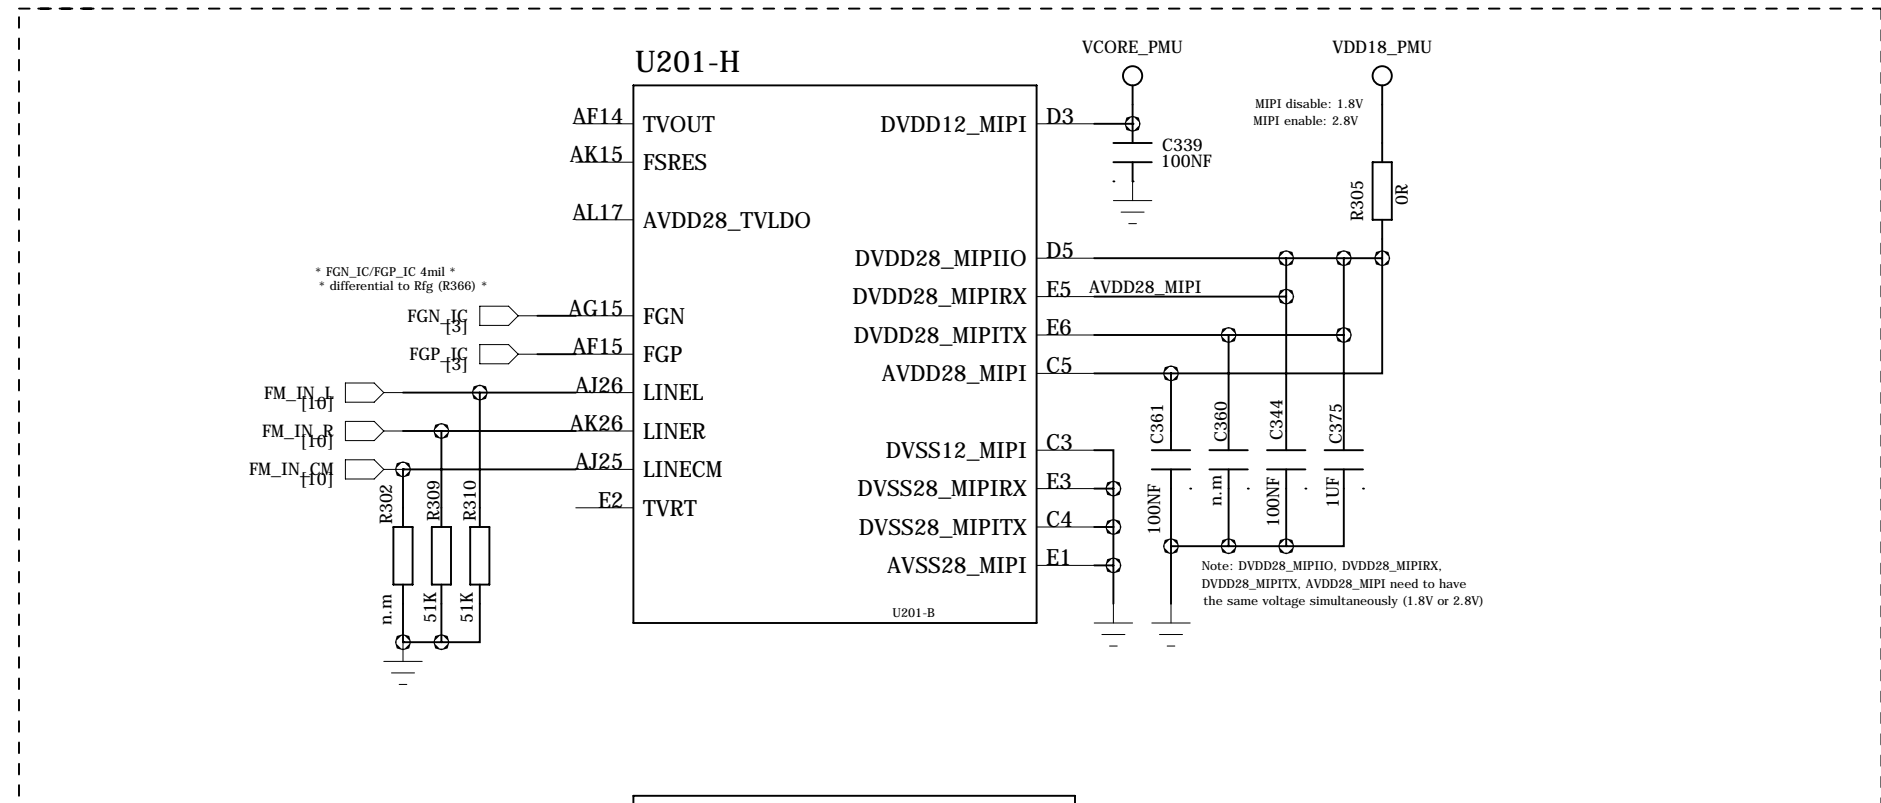 U201-H
VCORE_PMU
VDD18_PMU
MIPI disable: 1.8V
MIPI enable: 2.8V
AF14
TVOUT
DVDD12_MIPI
D3
C339
100NF
AK15
FSRES
R305
0R
AL17
AVDD28_TVLDO
DVDD28_MIPIIO
D5
* FGN_IC/FGP_IC 4mil *
* differential to Rfg (R366) *
DVDD28_MIPIRX
E5
AVDD28_MIPI
FGN_IC
[3]
AG15
FGN
DVDD28_MIPITX
E6
FGP_IC
[3]
AF15
FGP
AVDD28_MIPI
C5
FM_IN_L
[10]
AJ26
LINEL
FM_IN_R
[10]
AK26
LINER
DVSS12_MIPI
C3
C361
C360
C344
C375
FM_IN_CM
[10]
AJ25
LINECM
DVSS28_MIPIRX
E3
R302
R309
R310
E2
TVRT
DVSS28_MIPITX
C4
100NF
n.m
100NF
1UF
AVSS28_MIPI
E1
n.m
51K
51K
Note: DVDD28_MIPIIO, DVDD28_MIPIRX,
DVDD28_MIPITX, AVDD28_MIPI need to have
the same voltage simultaneously (1.8V or 2.8V)
U201-B